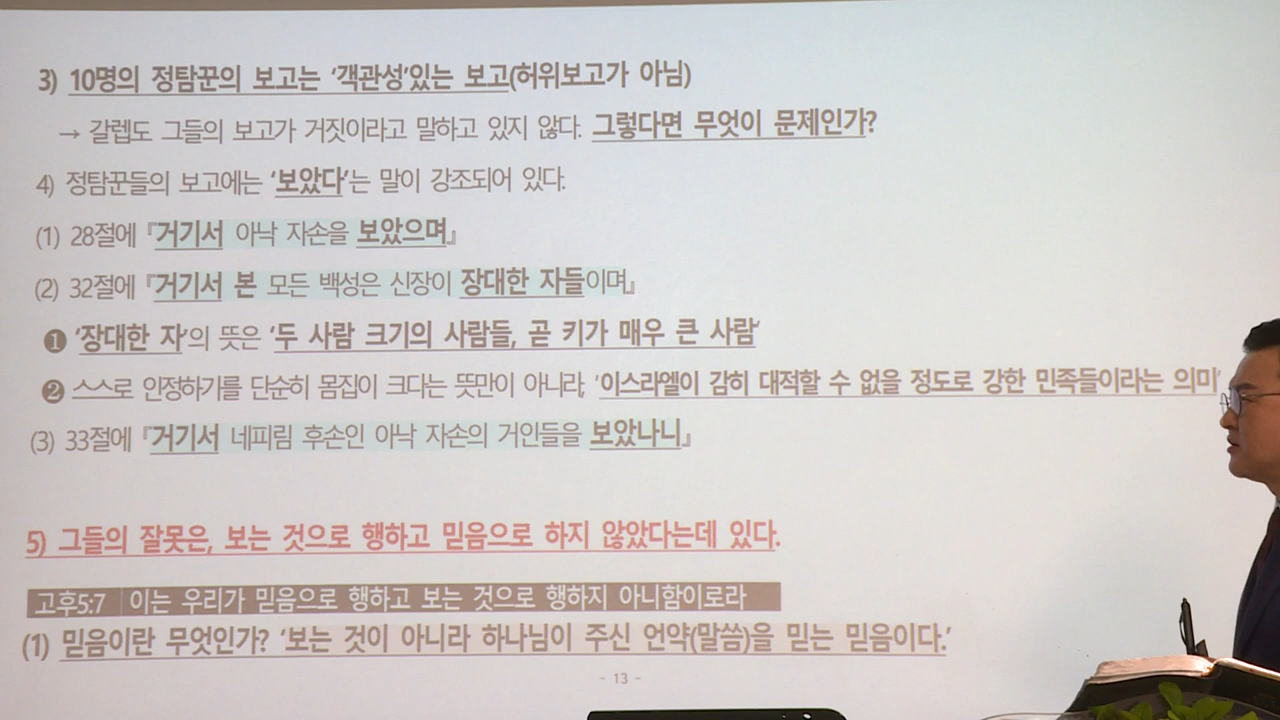 3) 10명의 정탐꾼의 보고는 ‘객관성’있는 보고(허위보고가 아님)
→ 갈렙도 그들의 보고가 거짓이라고 말하고 있지 않다. 그렇다면 무엇이 문제인가?
4) 정탐꾼들의 보고에는 ‘보았다’는 말이 강조되어 있다.
(1) 28절에 『거기서 아낙 자손을 보았으며』
(2) 32절에 『거기서 본 모든 백성은 신장이 장대한 자들이며』
❶ ‘장대한 자’의 뜻은 ‘두 사람 크기의 사람들, 곧 키가 매우 큰 사람’
❷ 스스로 인정하기를 단순히 몸집이 크다는 뜻만이 아니라, ‘이스라엘이 감히 대적할 수 없을 정도로 강한 민족들이라는 의미’
(3) 33절에 『거기서 네피림 후손인 아낙 자손의 거인들을 보았나니』
5) 그들의 잘못은, 보는 것으로 행하고 믿음으로 하지 않았다는데 있다.
고후5:7 이는 우리가 믿음으로 행하고 보는 것으로 행하지 아니함이로라
(1) 믿음이란 무엇인가? ‘보는 것이 아니라 하나님이 주신 언약(말씀)을 믿는 믿음이다.’
- 13 -